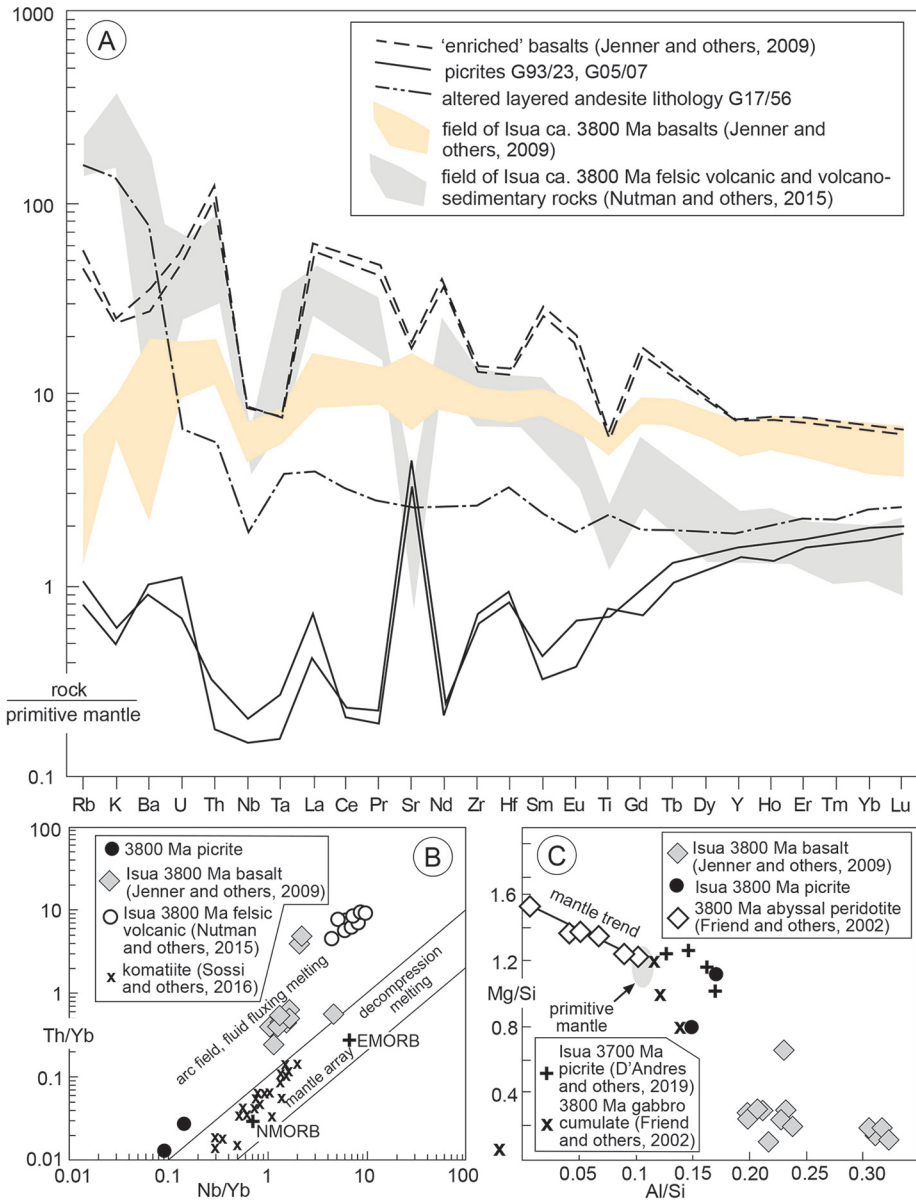 1000
A
‘enriched’ basalts (Jenner and others, 2009)
picrites G93/23, G05/07
altered layered andesite lithology G17/56
field of Isua ca. 3800 Ma basalts (Jenner and
others, 2009)
field of Isua ca. 3800 Ma felsic volcanic and volcano-
sedimentary rocks (Nutman and others, 2015)
100
10
1
rock
primitive mantle
0.1
Rb K Ba U Th Nb Ta La Ce Pr Sr Nd Zr Hf Sm Eu Ti Gd Tb Dy Y Ho Er Tm Yb Lu
100
B
3800 Ma picrite
Isua 3800 Ma basalt
(Jenner and others, 2009)
Isua 3800 Ma felsic
volcanic (Nutman
and others, 2015)
x komatiite (Sossi
and others, 2016)
10
1
Th/Yb
0.1
0.01
arc field, fluid fluxing melting
decompression
melting
mantle array
EMORB
NMORB
0.01 0.1 1 10 100
Nb/Yb
C
Isua 3800 Ma basalt
(Jenner and others, 2009)
Isua 3800 Ma picrite
3800 Ma abyssal peridotite
(Friend and others, 2002)
1.6
mantle trend
1.2
Mg/Si
primitive
mantle
0.8
Isua 3700 Ma
picrite (D’Andres
and others, 2019)
3800 Ma gabbro
x cumulate (Friend
and others, 2002)
0.4
0.05 0.10 0.15 0.20 0.25 0.30
Al/Si